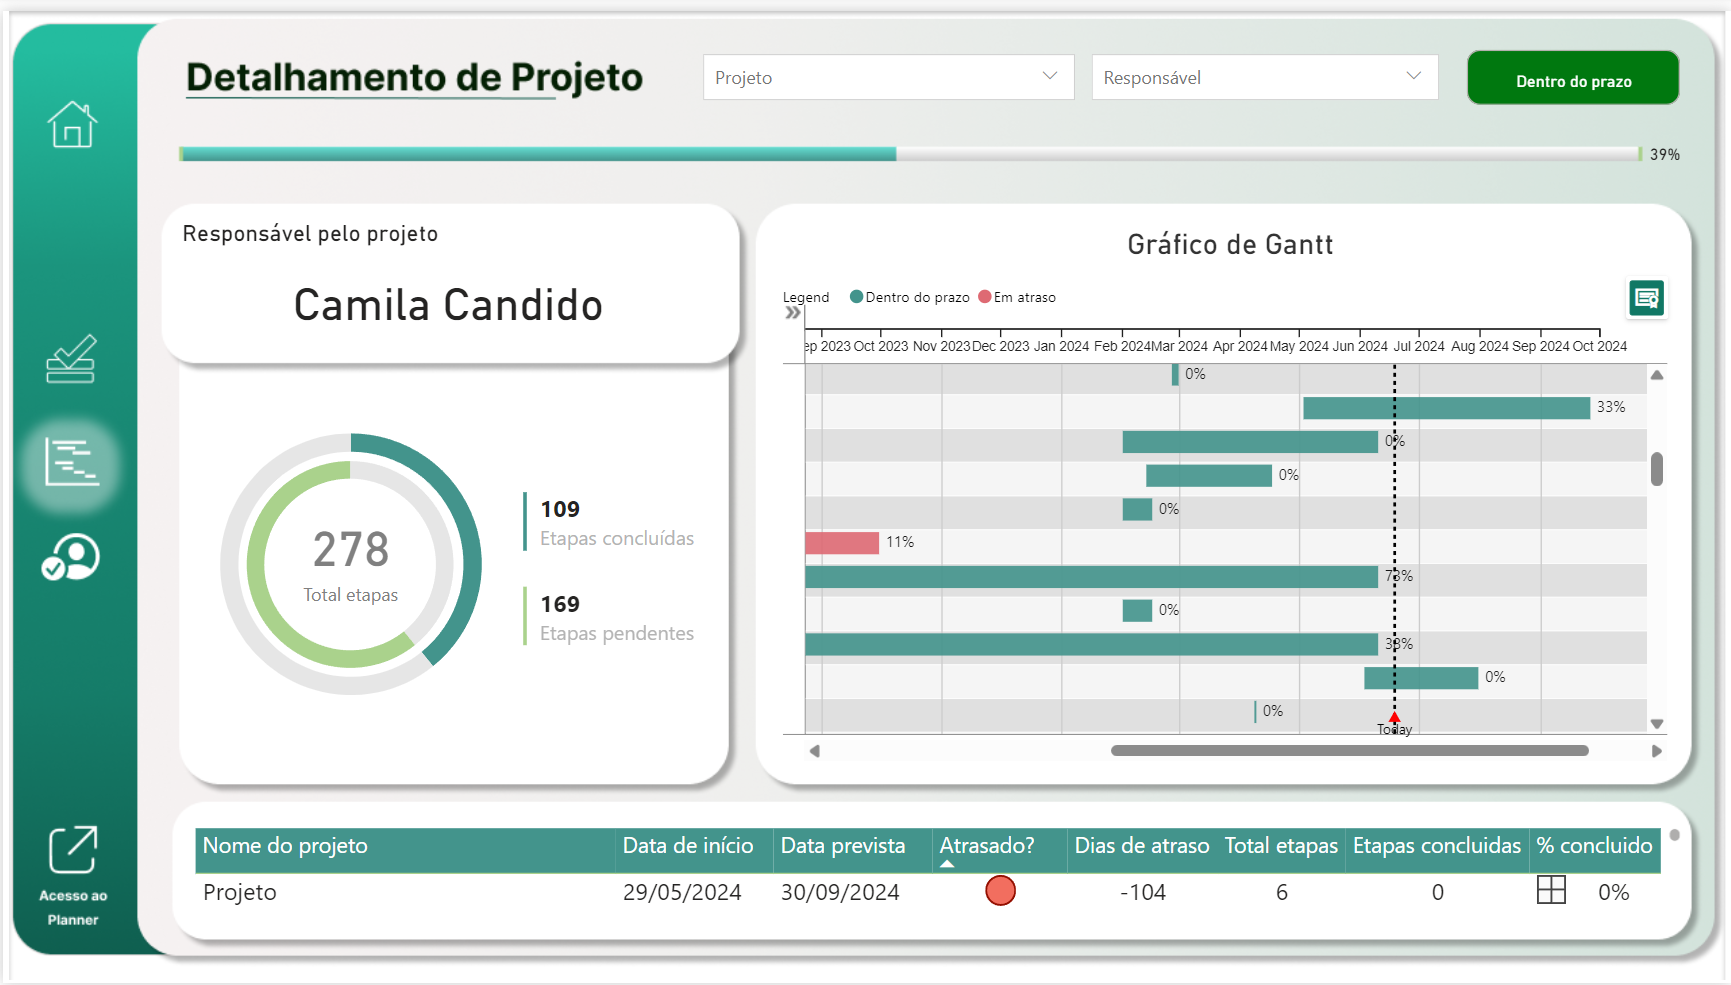 Detalhamento de Projeto
Projeto
Responsável
Dentro do prazo
39%
Responsável pelo projeto
Camila Candido
278
Total etapas
109
Etapas concluídas
169
Etapas pendentes
Gráfico de Gantt
Legend
Dentro do prazo
Em atraso
ep 2023 Oct 2023 Nov 2023 Dec 2023 Jan 2024 Feb 2024 Mar 2024 Apr 2024 May 2024 Jun 2024 Jul 2024 Aug 2024 Sep 2024 Oct 2024
0%
33%
0%
0%
0%
11%
73%
0%
38%
0%
0%
Today
Acesso ao
Planner
Nome do projeto Data de início Data prevista Atrasado? Dias de atraso Total etapas Etapas concluidas % concluido
Projeto 29/05/2024 30/09/2024 -104 6 0 0%